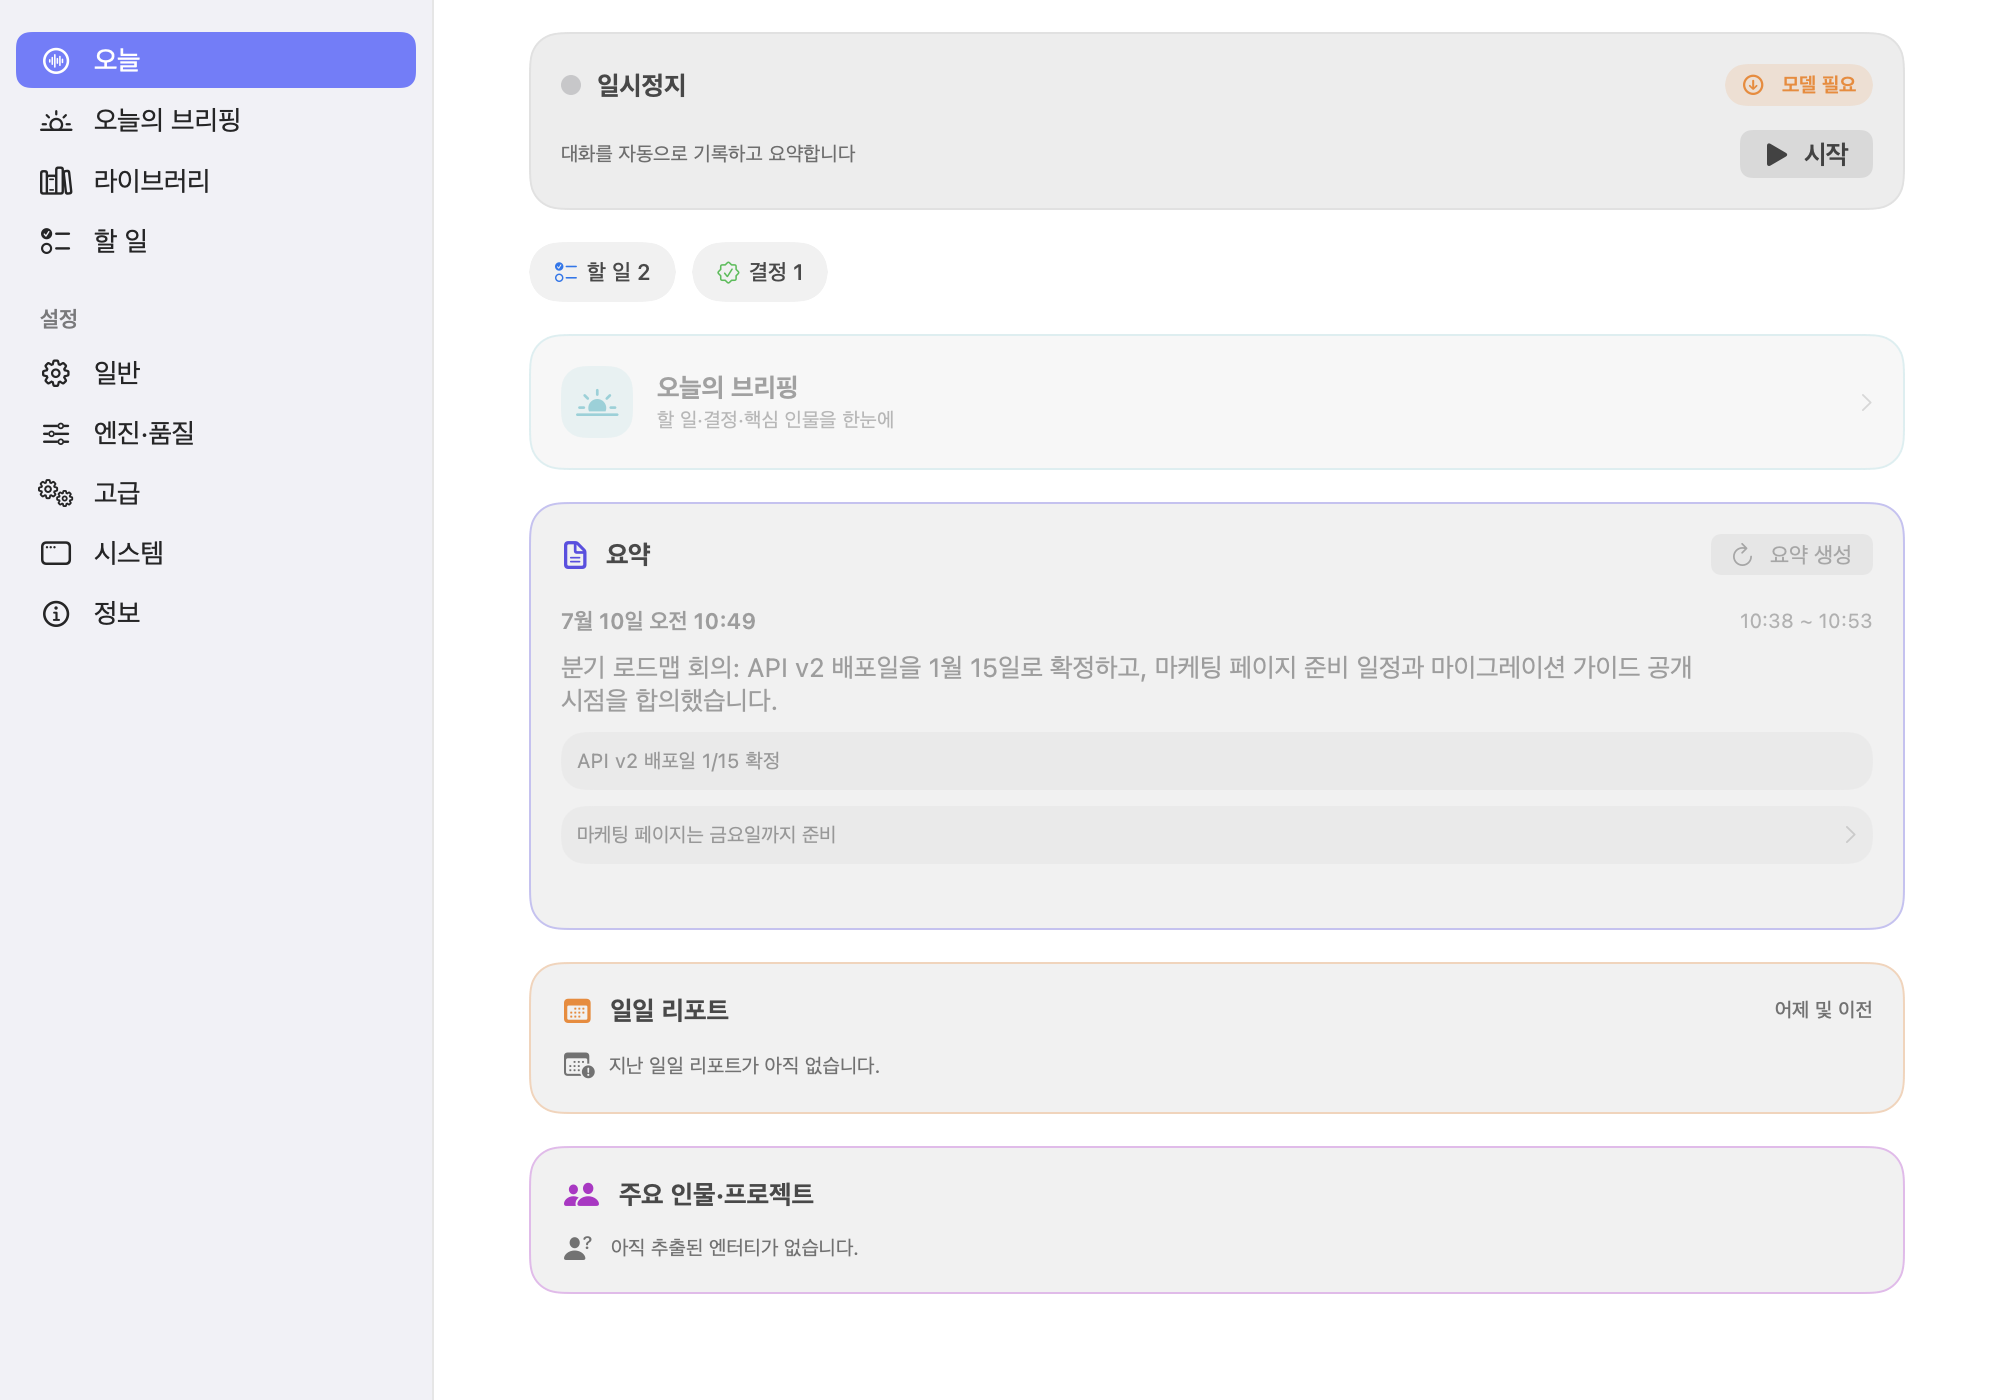 오늘
오늘의 브리핑
라이브러리
할 일
설정
일반
엔진·품질
고급
시스템
정보
일시정지
모델 필요
대화를 자동으로 기록하고 요약합니다
시작
할 일 2
결정 1
오늘의 브리핑
할 일·결정·핵심 인물을 한눈에
요약
요약 생성
7월 10일 오전 10:49
10:38 ~ 10:53
분기 로드맵 회의: API v2 배포일을 1월 15일로 확정하고, 마케팅 페이지 준비 일정과 마이그레이션 가이드 공개
시점을 합의했습니다.
API v2 배포일 1/15 확정
마케팅 페이지는 금요일까지 준비
일일 리포트
어제 및 이전
지난 일일 리포트가 아직 없습니다.
주요 인물·프로젝트
아직 추출된 엔터티가 없습니다.